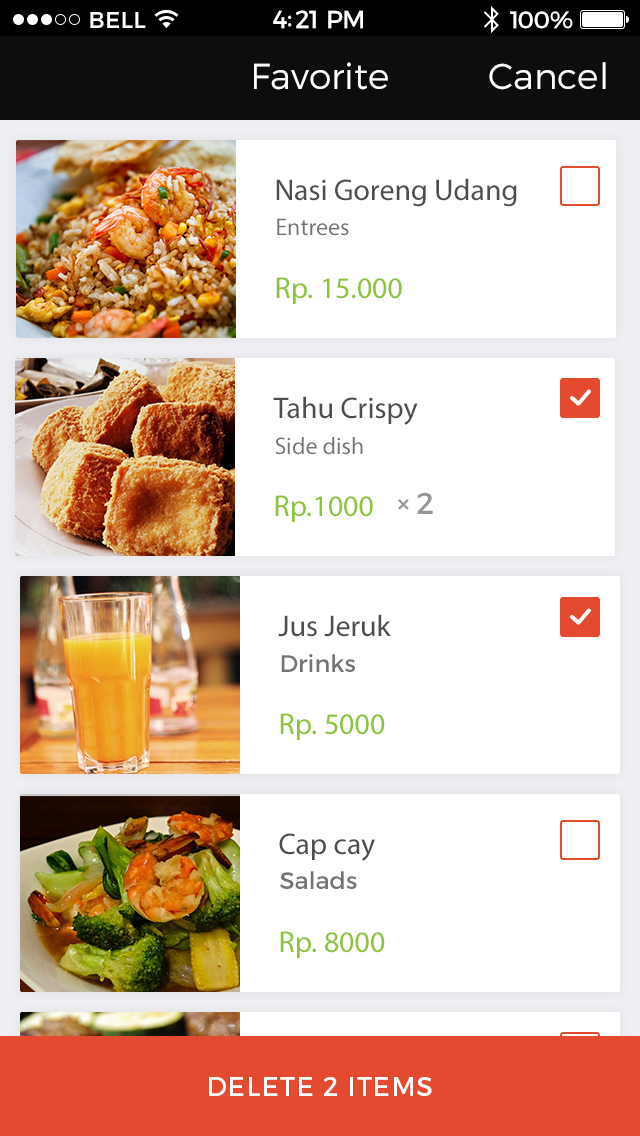 BELL 4:21 PM 100%
Favorite Cancel
Nasi Goreng Udang
Entrees
Rp. 15.000
Tahu Crispy
Side dish
Rp.1000 × 2
Jus Jeruk
Drinks
Rp. 5000
Cap cay
Salads
Rp. 8000
DELETE 2 ITEMS